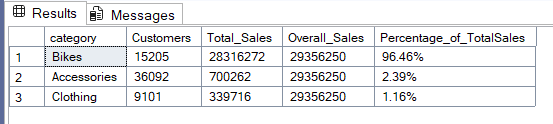 Results Messages
category Customers Total_Sales Overall_Sales Percentage_of_TotalSales
1 Bikes 15205 28316272 29356250 96.46%
2 Accessories 36092 700262 29356250 2.39%
3 Clothing 9101 339716 29356250 1.16%